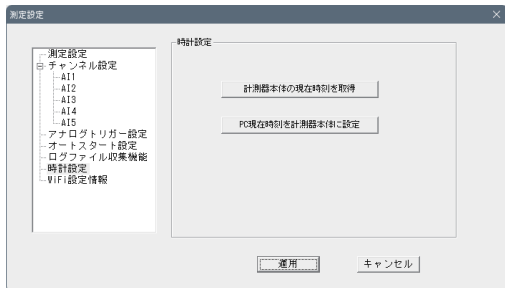 測定設定
測定設定
チャンネル設定
AI1
AI2
AI3
AI4
AI5
アナログトリガー設定
オートスタート設定
ログファイル収集機能
時計設定
WiFi設定情報
時計設定
計測器本体の現在時刻を取得
PC現在時刻を計測器本体に設定
適用
キャンセル